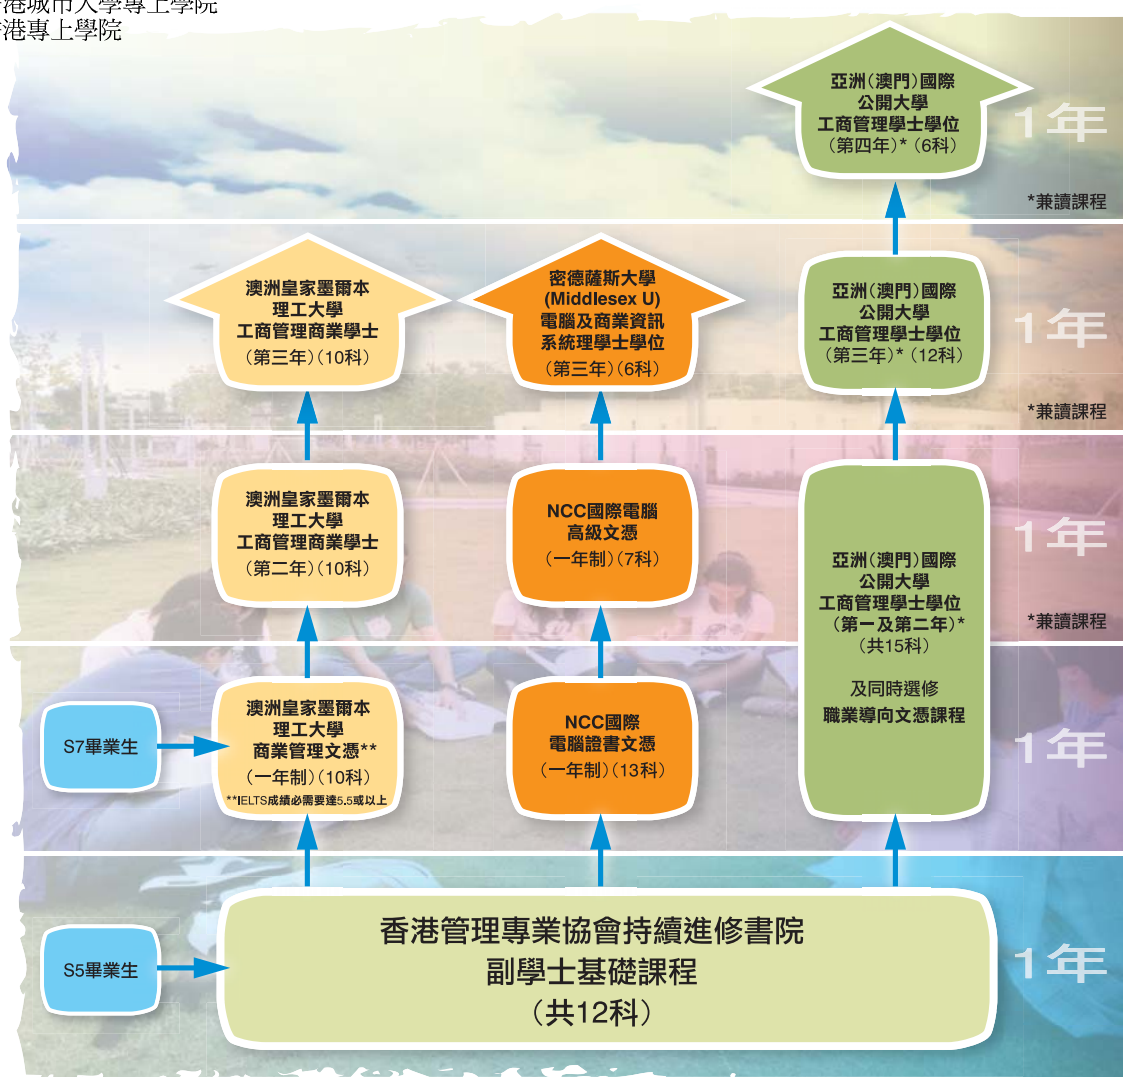 港城市大學專上學院
港專上學院
亞洲(澳門)國際
公開大學
工商管理學士學位
(第四年)* (6科)
1年
*兼讀課程
澳洲皇家墨爾本
理工大學
工商管理商業學士
(第三年)(10科)
密德薩斯大學
(Middlesex U)
電腦及商業資訊
系統理學士學位
(第三年)(6科)
亞洲(澳門)國際
公開大學
工商管理學士學位
(第三年)* (12科)
1年
*兼讀課程
澳洲皇家墨爾本
理工大學
工商管理商業學士
(第二年)(10科)
NCC國際電腦
高級文憑
(一年制)(7科)
亞洲(澳門)國際
公開大學
工商管理學士學位
(第一及第二年)*
(共15科)
及同時選修
職業導向文憑課程
1年
*兼讀課程
S7畢業生
澳洲皇家墨爾本
理工大學
商業管理文憑**
(一年制)(10科)
**IELTS成績必需要達5.5或以上
NCC國際
電腦證書文憑
(一年制)(13科)
1年
S5畢業生
香港管理專業協會持續進修書院
副學士基礎課程
(共12科)
1年